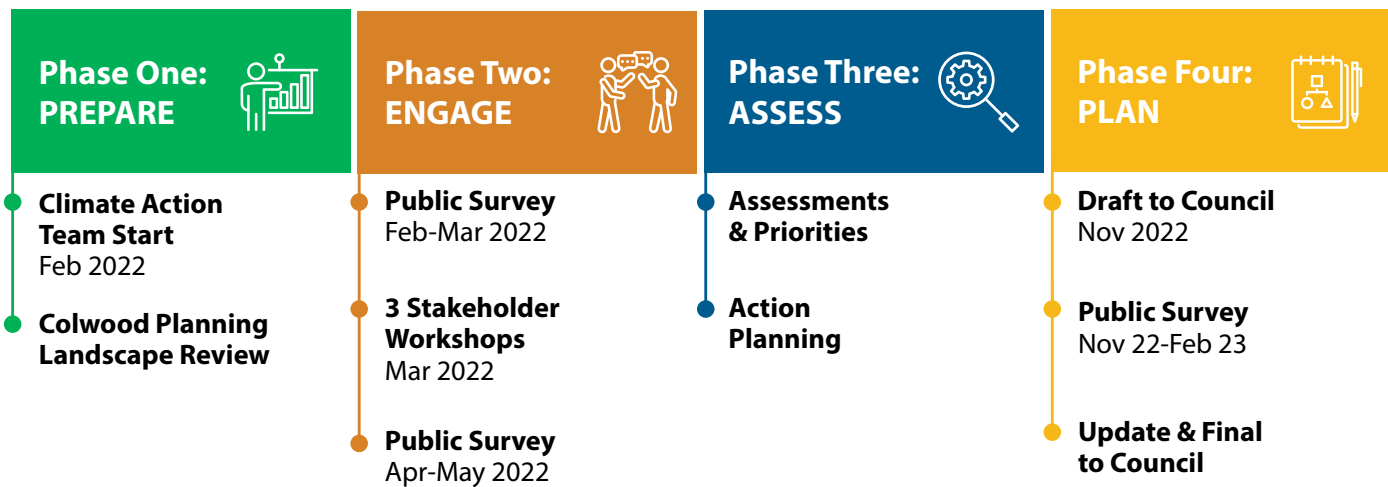 Phase One:
PREPARE
Climate Action
Team Start
Feb 2022
Colwood Planning
Landscape Review
Phase Two:
ENGAGE
Public Survey
Feb-Mar 2022
3 Stakeholder
Workshops
Mar 2022
Public Survey
Apr-May 2022
Phase Three:
ASSESS
Assessments
& Priorities
Action
Planning
Phase Four:
PLAN
Draft to Council
Nov 2022
Public Survey
Nov 22-Feb 23
Update & Final
to Council